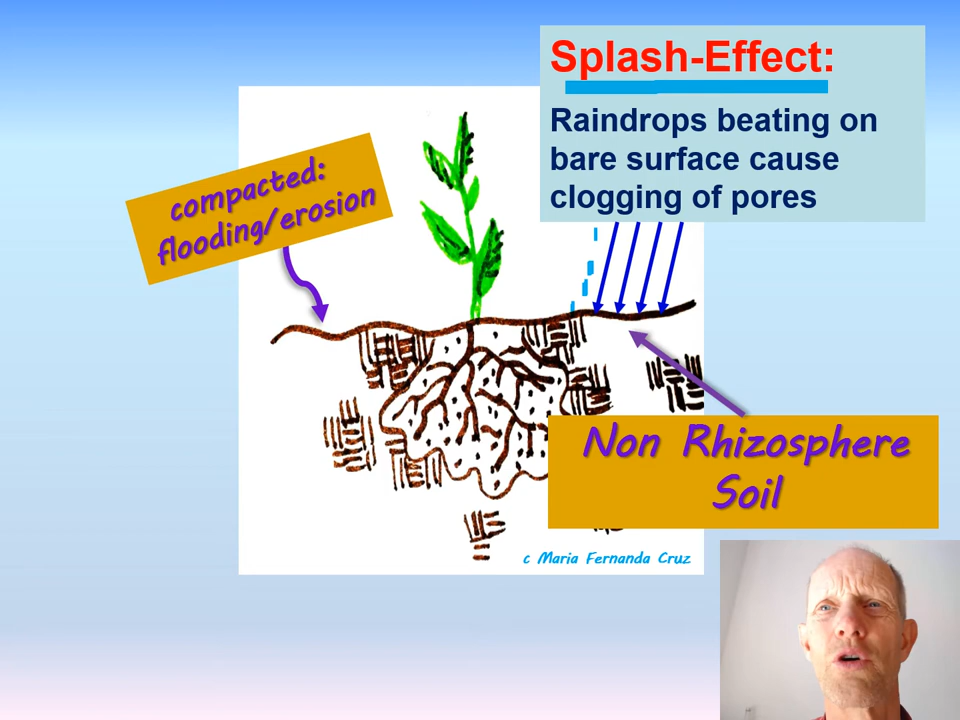 Splash-Effect:
Raindrops beating on
bare surface cause
clogging of pores
compacted:
flooding/erosion
Non Rhizosphere
Soil
c Maria Fernanda Cruz